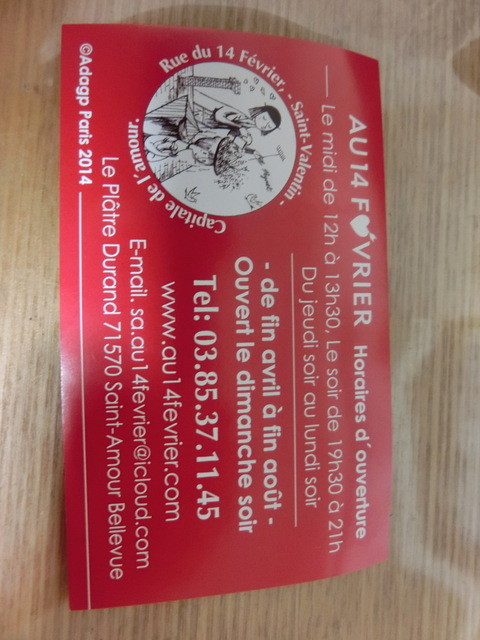 AU 14 FÉVRIER Horaires d'ouverture
Le midi de 12h à 13h30, Le soir de 19h30 à 21h
Du jeudi soir au lundi soir
Rue du 14 Février, - Saint-Valentin -
Capitale de l'amour.
- de fin avril à fin août -
Ouvert le dimanche soir
Tel: 03.85.37.11.45
www.au14fevrier.com
E-mail. sa.au14fevrier@icloud.com
Le Plâtre Durand 71570 Saint-Amour Bellevue
©Adagp Paris 2014